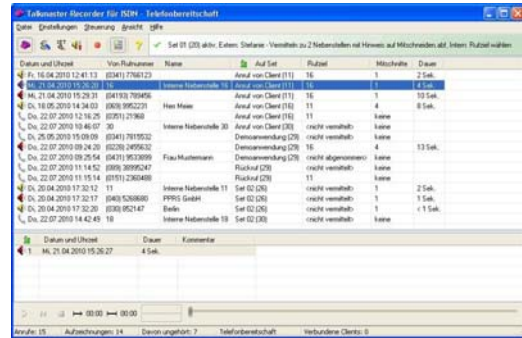 Talkmaster Recorder für ISDN - Telefonbereitschaft
Datei Einstellungen Steuerung Ansicht Hilfe
Set 01 (20) aktiv, Extern: Stefanie - Vermitteln zu 2 Nebenstellen mit Hinweis auf Mitschneiden abf, Intern: Rufziel wählen
Datum und Uhrzeit Von Rufnummer Name Auf Set Rufziel Mitschnitte Dauer
Fr, 16.04.2010 12:41:13 (0341) 7766123 Anruf von Client (11) 16 1 2 Sek.
Mi, 21.04.2010 15:26:20 16 Interne Nebenstelle 16 Anruf von Client (11) 16 1 4 Sek.
Mi, 21.04.2010 15:29:31 (04193) 789456 Anruf von Client (11) 16 1 10 Sek.
Di, 18.05.2010 14:34:03 (069) 9952231 Herr Meier Anruf von Client (16) 11 4 8 Sek.
Do, 22.07.2010 12:16:25 (0351) 21968 Anruf von Client (16) 11 keine
Do, 22.07.2010 10:46:07 30 Interne Nebenstelle 30 Anruf von Client (30) <nicht vermittelt> keine
Di, 25.05.2010 15:09:09 (0341) 7815532 Demoanwendung (29) <nicht vermittelt> keine
Do, 22.07.2010 09:24:20 (0228) 2455632 Demoanwendung (29) 16 4 13 Sek.
Do, 22.07.2010 09:25:54 (0431) 9533899 Frau Mustermann Demoanwendung (29) <nicht abgenommen> keine
Do, 22.07.2010 11:14:52 (089) 38995247 Rückruf (29) <nicht vermittelt> keine
Do, 22.07.2010 11:15:14 (0151) 2360488 Rückruf (29) 11 keine
Di, 20.04.2010 17:32:12 11 Interne Nebenstelle 11 Set 02 (26) <nicht vermittelt> 1 2 Sek.
Di, 20.04.2010 17:32:17 (040) 5268680 PPRS GmbH Set 02 (26) <nicht vermittelt> 1 1 Sek.
Di, 20.04.2010 17:32:20 (030) 952147 Berlin Set 02 (26) <nicht vermittelt> 1 < 1 Sek.
Do, 22.07.2010 14:42:49 18 Interne Nebenstelle 18 Set 02 (26) <nicht vermittelt> keine
Datum und Uhrzeit Dauer Kommentar
1 Mi, 21.04.2010 15:26:27 4 Sek.
00:00 00:00
Anrufe: 15 Aufzeichnungen: 14 Davon ungehört: 7 Telefonbereitschaft Verbundene Clients: 0